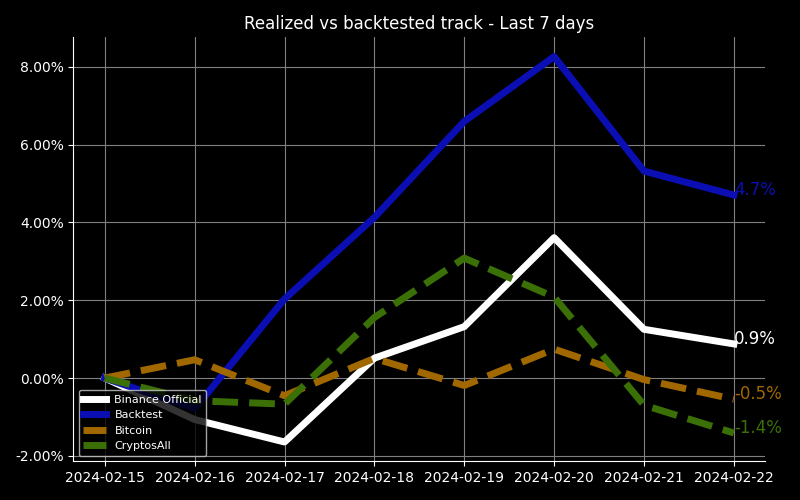 Realized vs backtested track - Last 7 days
8.00%
6.00%
4.00%
2.00%
0.00%
-2.00%
4.7%
0.9%
-0.5%
-1.4%
Binance Official
Backtest
Bitcoin
CryptosAll
2024-02-15 2024-02-16 2024-02-17 2024-02-18 2024-02-19 2024-02-20 2024-02-21 2024-02-22